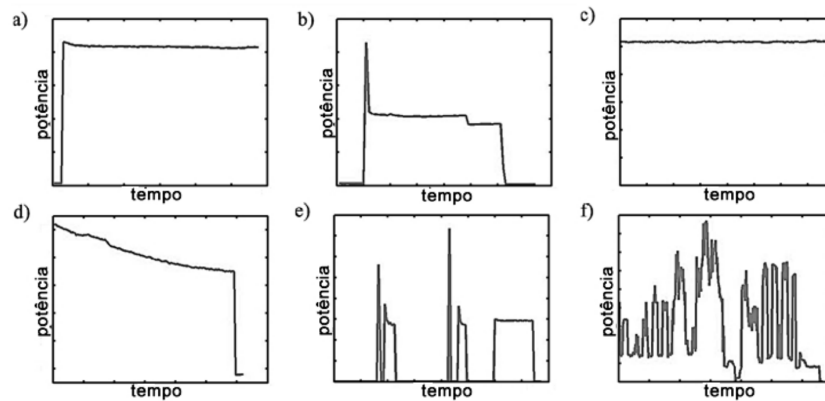 a)
potência
tempo
b)
potência
tempo
c)
potência
tempo
d)
potência
tempo
e)
potência
tempo
f)
potência
tempo